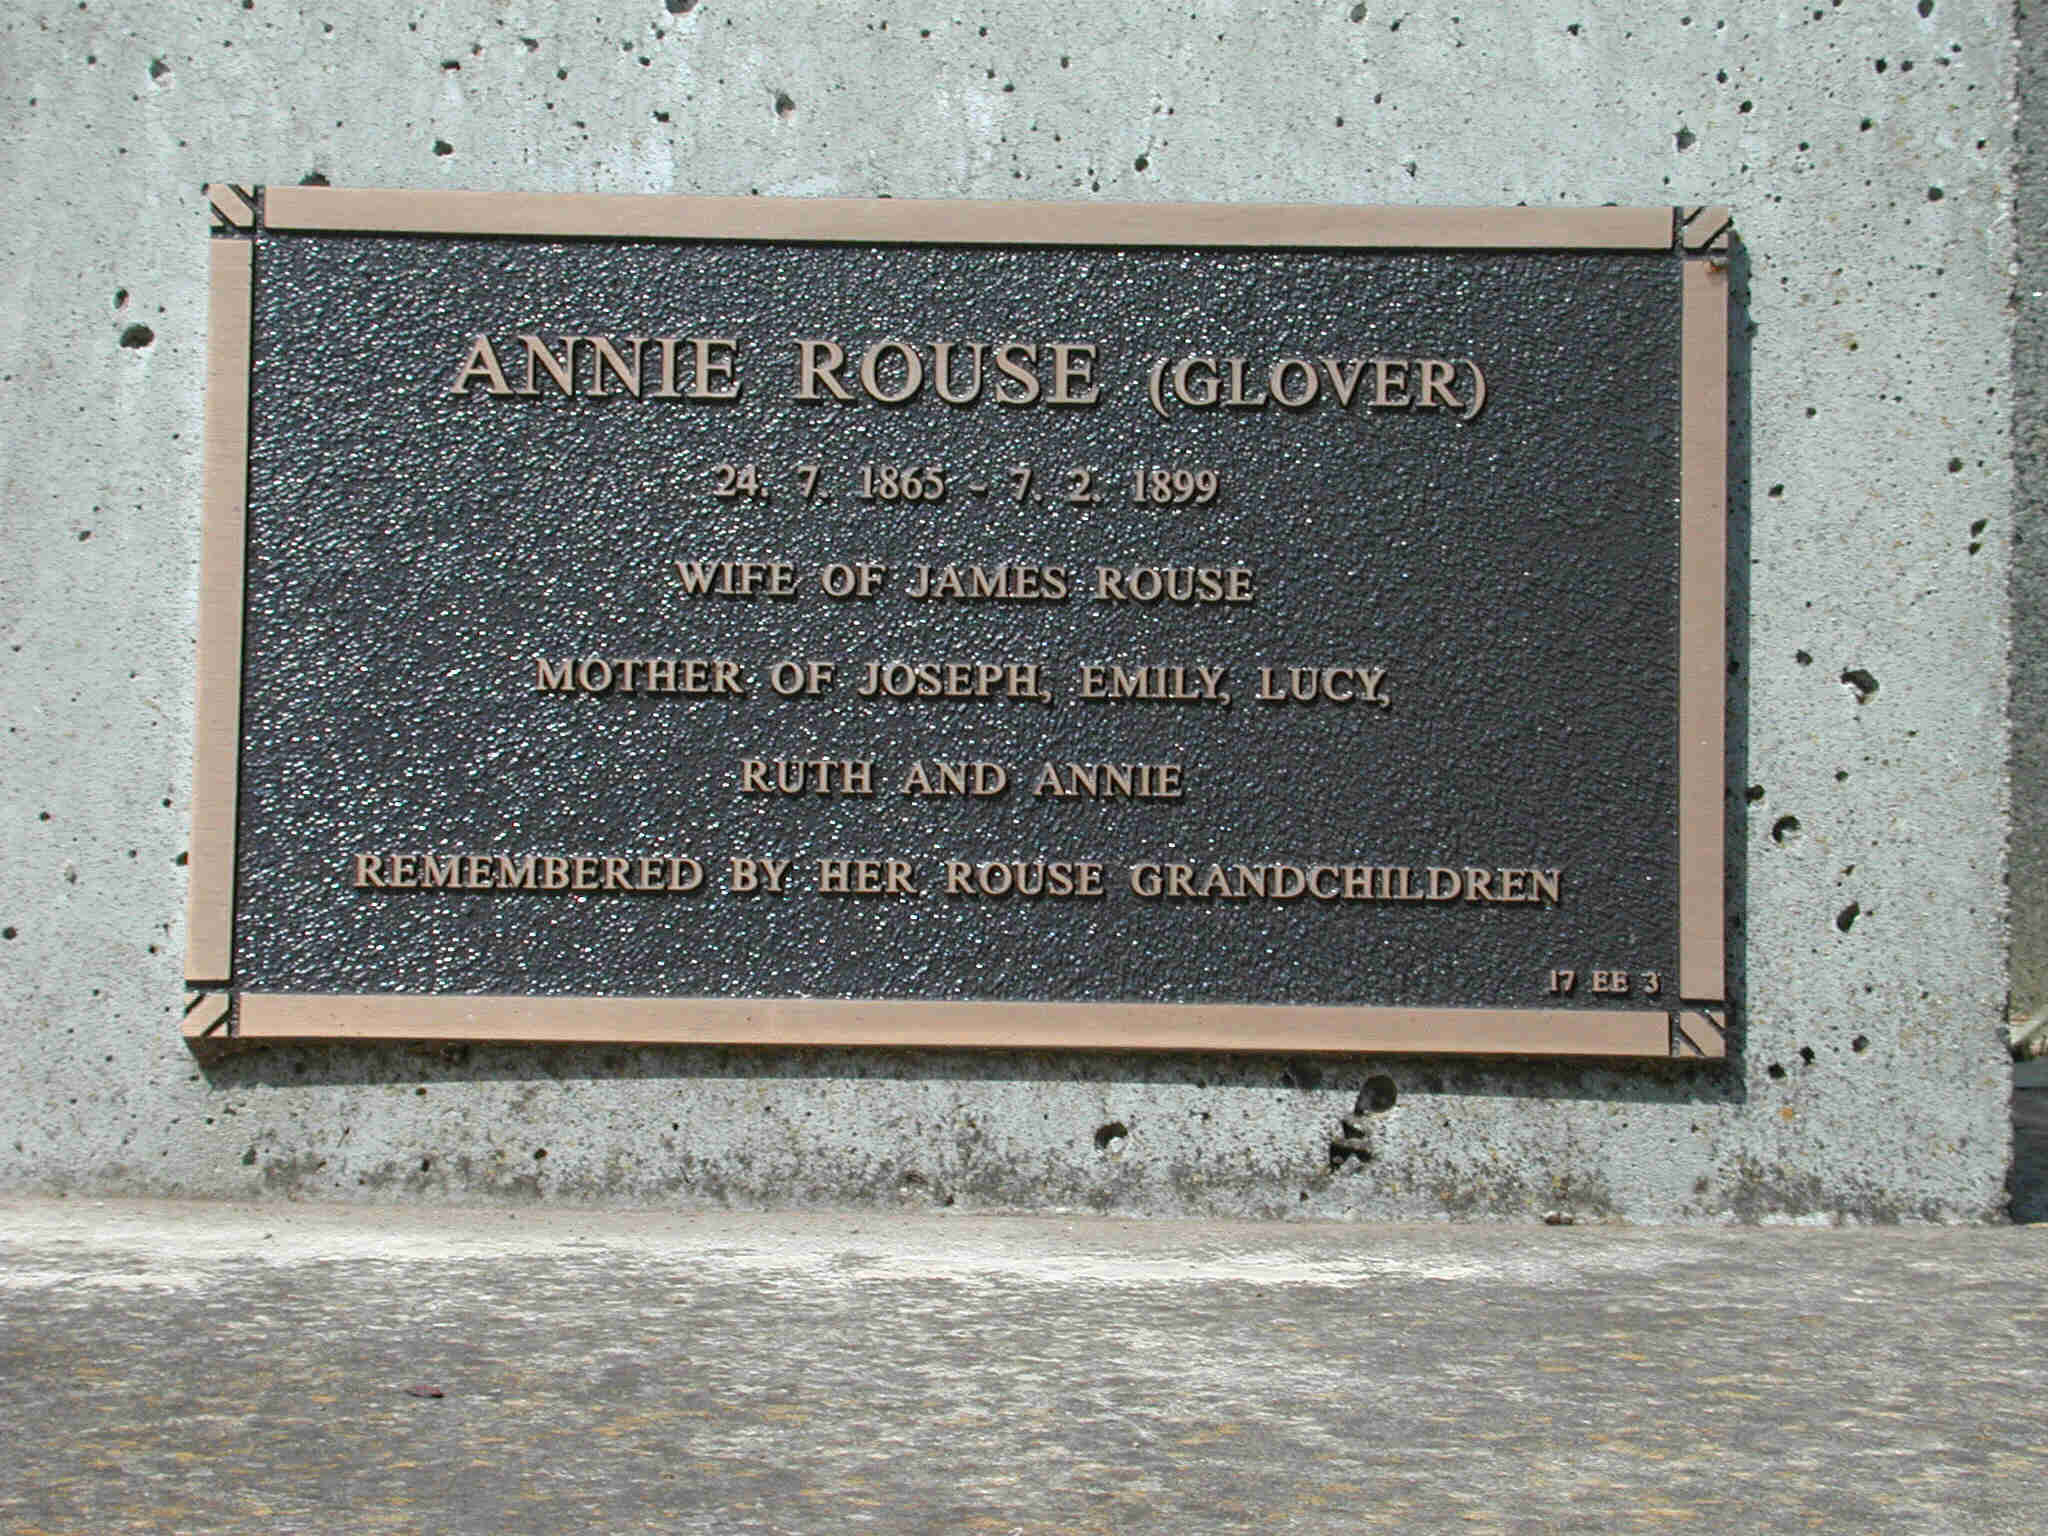 ANNIE ROUSE (GLOVER)
24. 7. 1865 - 7. 2. 1899
WIFE OF JAMES ROUSE
MOTHER OF JOSEPH, EMILY, LUCY,
RUTH AND ANNIE
REMEMBERED BY HER ROUSE GRANDCHILDREN
17 EE 3